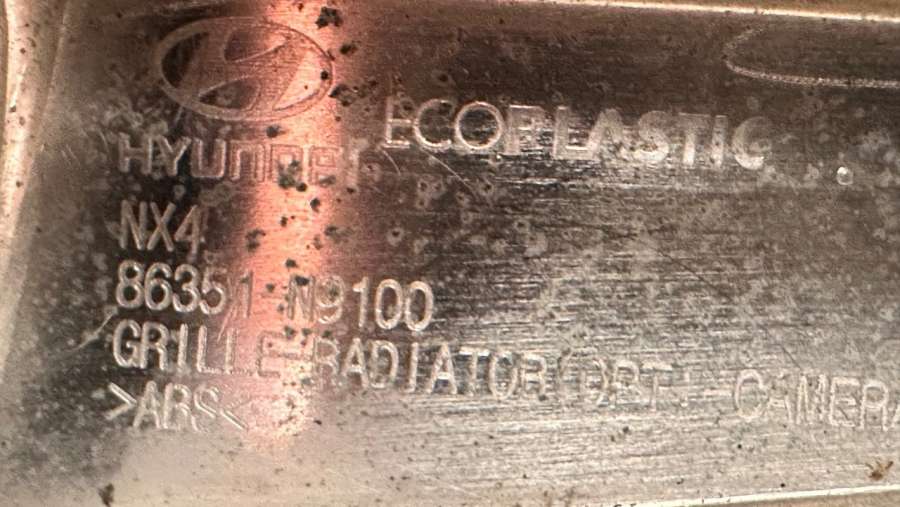 ECOPLASTIC
HYUNDAI
NX4
86351-N9100
GRILLE-RADIATOR CAMERA
>ABS<